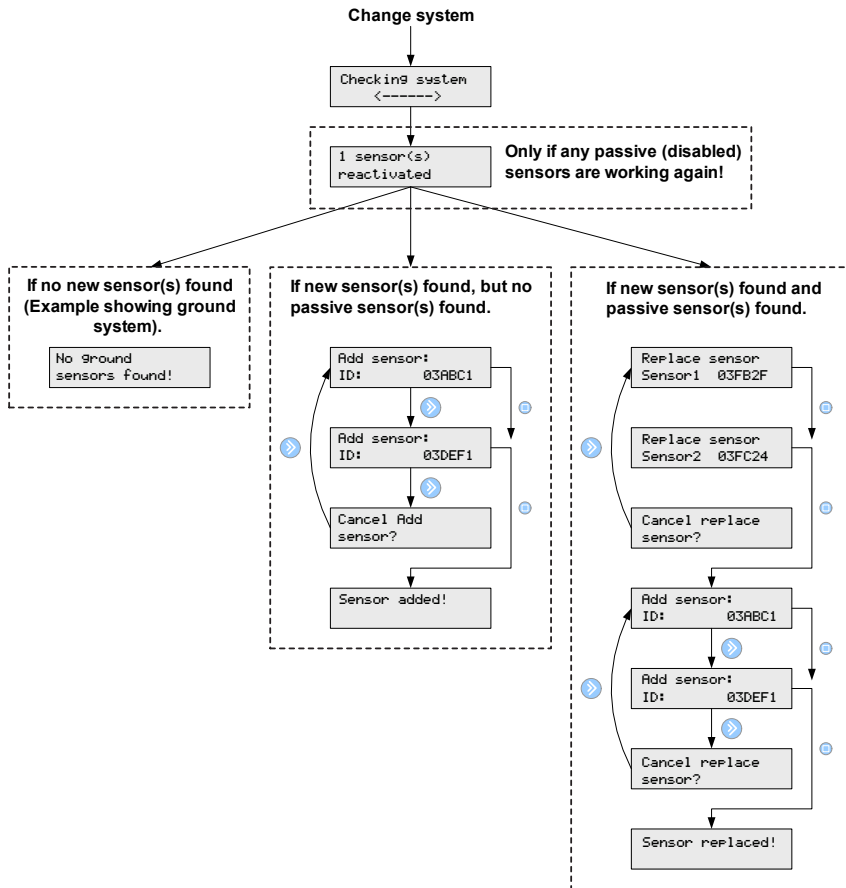 Change system
Checking system
<------>
1 sensor(s)
reactivated
Only if any passive (disabled)
sensors are working again!
If no new sensor(s) found
(Example showing ground
system).
No ground
sensors found!
If new sensor(s) found, but no
passive sensor(s) found.
Add sensor:
ID: 03ABC1
Add sensor:
ID: 03DEF1
Cancel Add
sensor?
Sensor added!
If new sensor(s) found and
passive sensor(s) found.
Replace sensor
Sensor1 03FB2F
Replace sensor
Sensor2 03FC24
Cancel replace
sensor?
Add sensor:
ID: 03ABC1
Add sensor:
ID: 03DEF1
Cancel replace
sensor?
Sensor replaced!